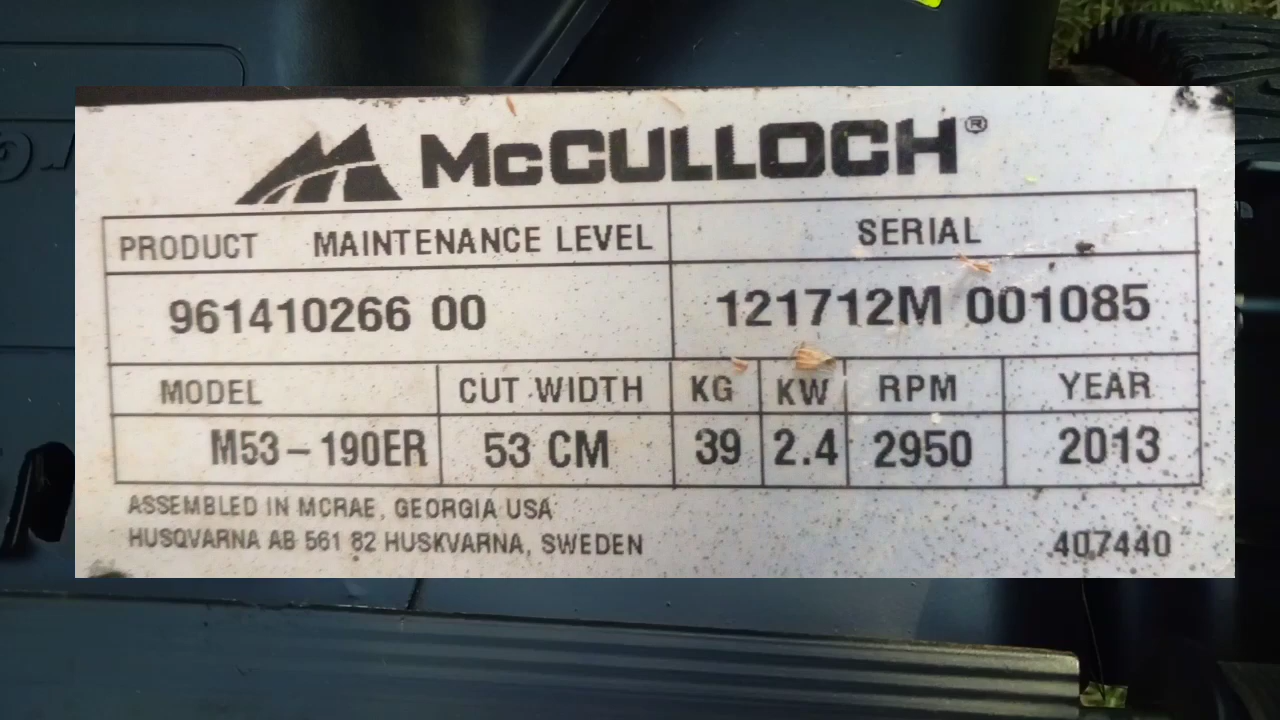 McCULLOCH®
PRODUCT MAINTENANCE LEVEL SERIAL
961410266 00 121712M 001085
MODEL CUT WIDTH KG KW RPM YEAR
M53-190ER 53 CM 39 2.4 2950 2013
ASSEMBLED IN MCRAE, GEORGIA USA
HUSQVARNA AB 561 82 HUSKVARNA, SWEDEN 407440